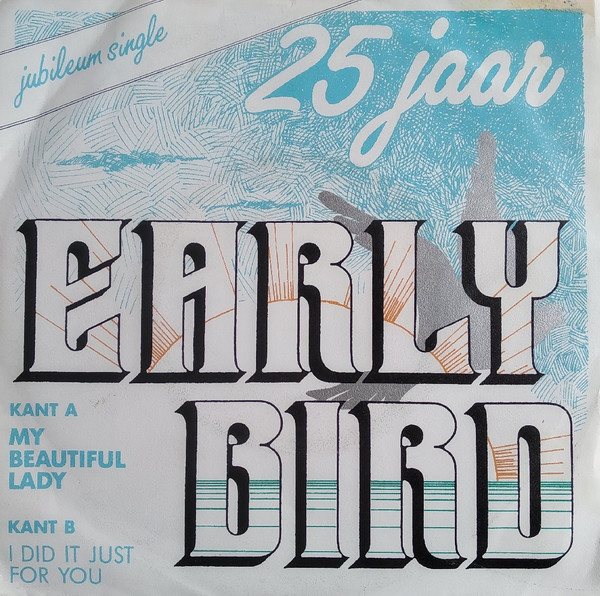 jubileum single
25 jaar
EARLY
BIRD
KANT A
MY
BEAUTIFUL
LADY
KANT B
I DID IT JUST
FOR YOU